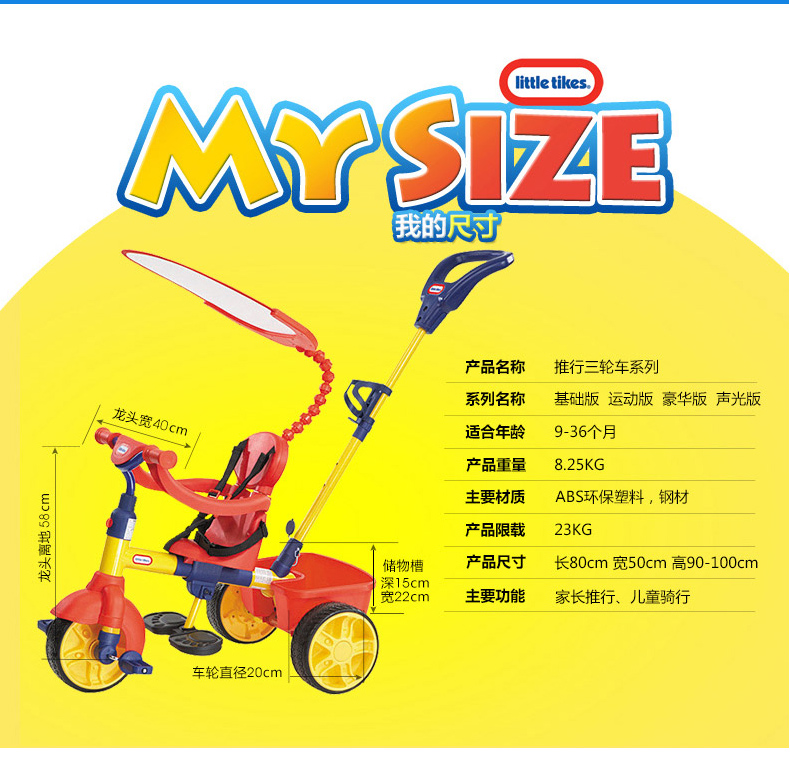 little tikes®
MY SIZE
我的尺寸
产品名称 推行三轮车系列
系列名称 基础版 运动版 豪华版 声光版
适合年龄 9-36个月
产品重量 8.25KG
主要材质 ABS环保塑料，钢材
产品限载 23KG
产品尺寸 长80cm 宽50cm 高90-100cm
主要功能 家长推行、儿童骑行
龙头宽40cm
龙头离地58cm
储物槽
深15cm
宽22cm
车轮直径20cm
little tikes